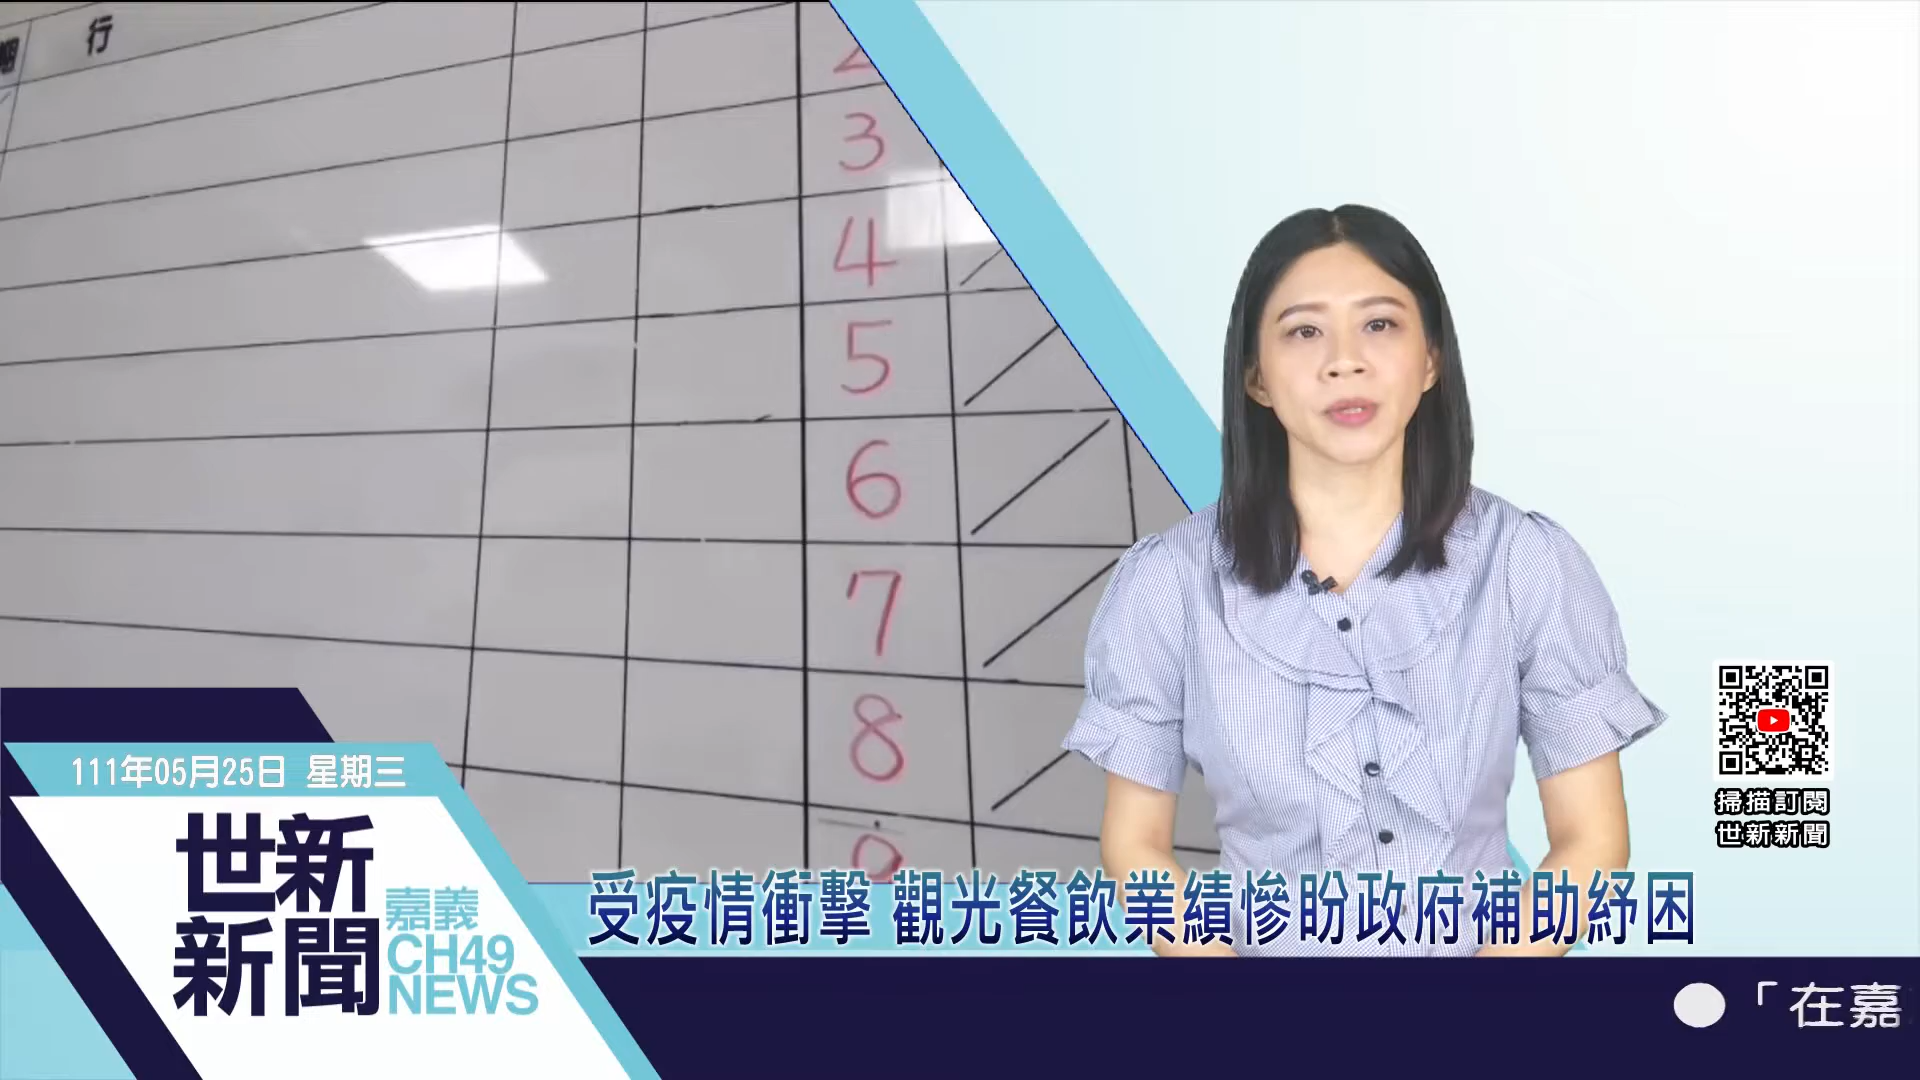 行
期
2
3
4
5
6
7
8
9
111年05月25日 星期三
世新
新聞
嘉義
CH49
NEWS
掃描訂閱
世新新聞
受疫情衝擊 觀光餐飲業績慘盼政府補助紓困
●「在嘉